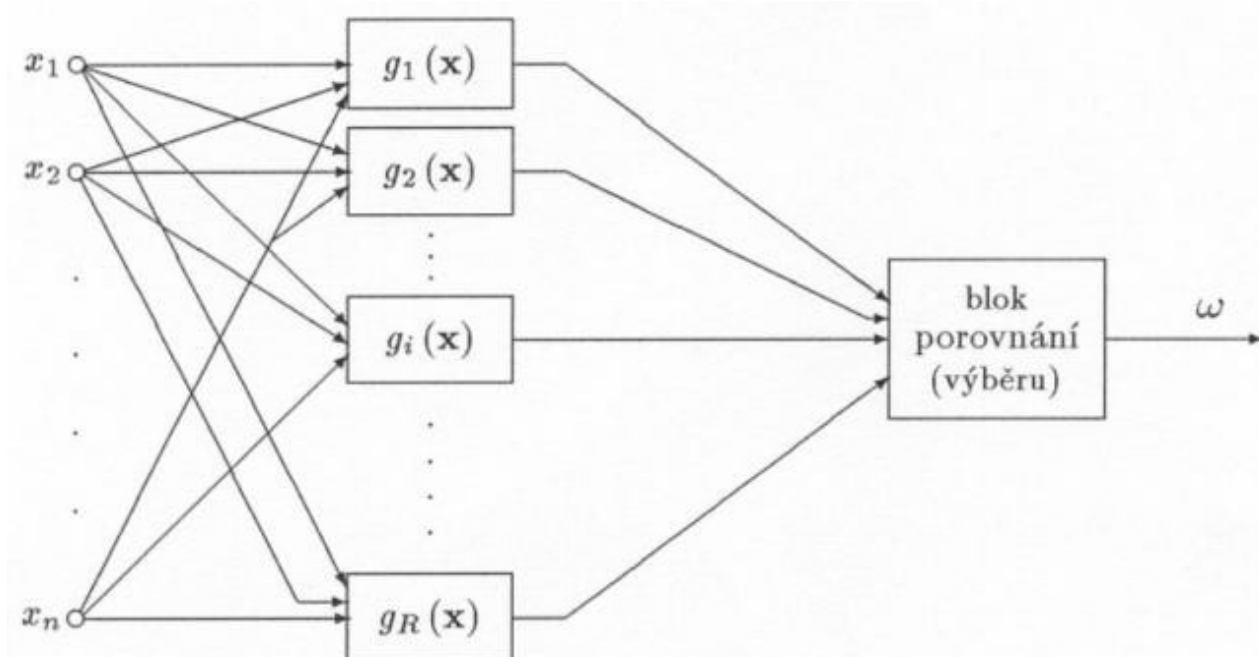 x1
g1 (x)
x2
g2 (x)
gi (x)
blok
porovnání
(výběru)
ω
xn
gR (x)